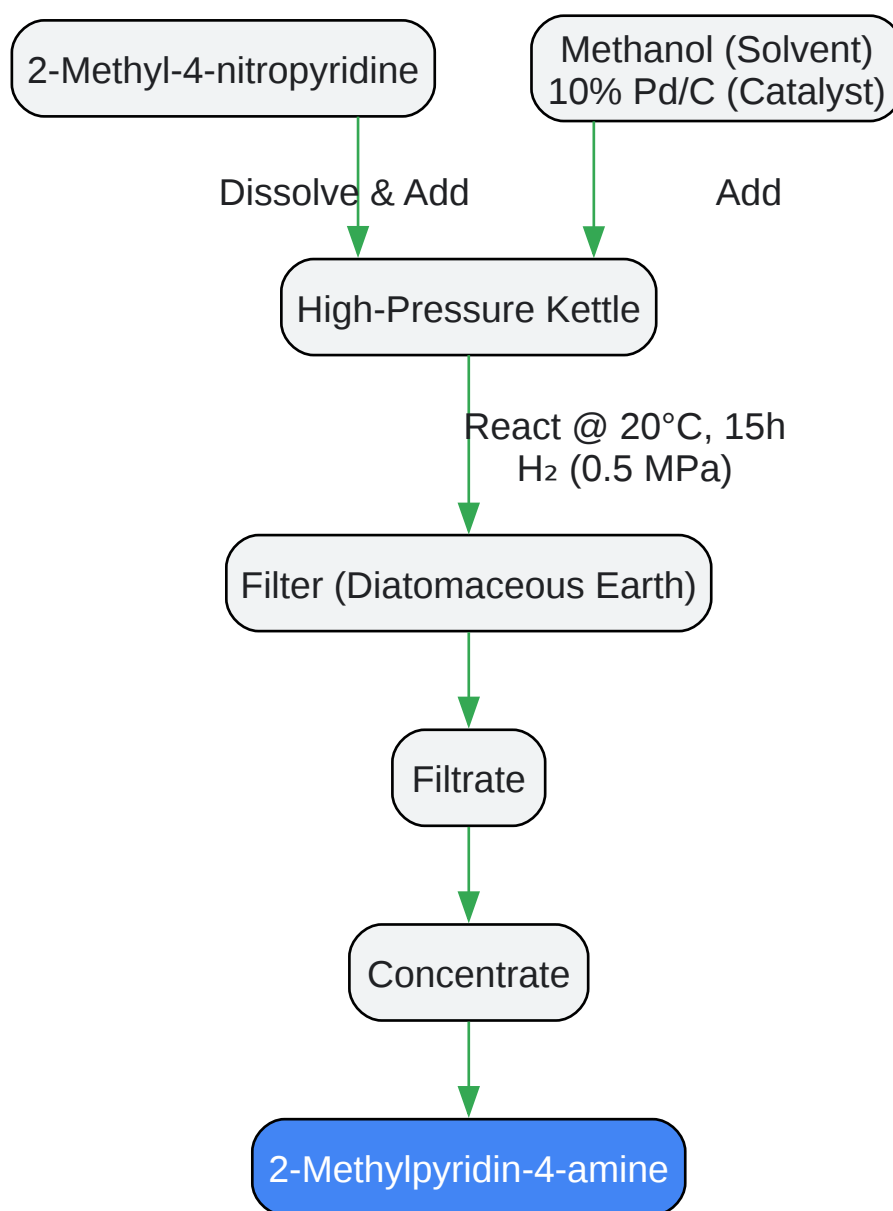 2-Methyl-4-nitropyridine
Methanol (Solvent)
10% Pd/C (Catalyst)
Dissolve & Add
Add
High-Pressure Kettle
React @ 20°C, 15h
H₂ (0.5 MPa)
Filter (Diatomaceous Earth)
Filtrate
Concentrate
2-Methylpyridin-4-amine